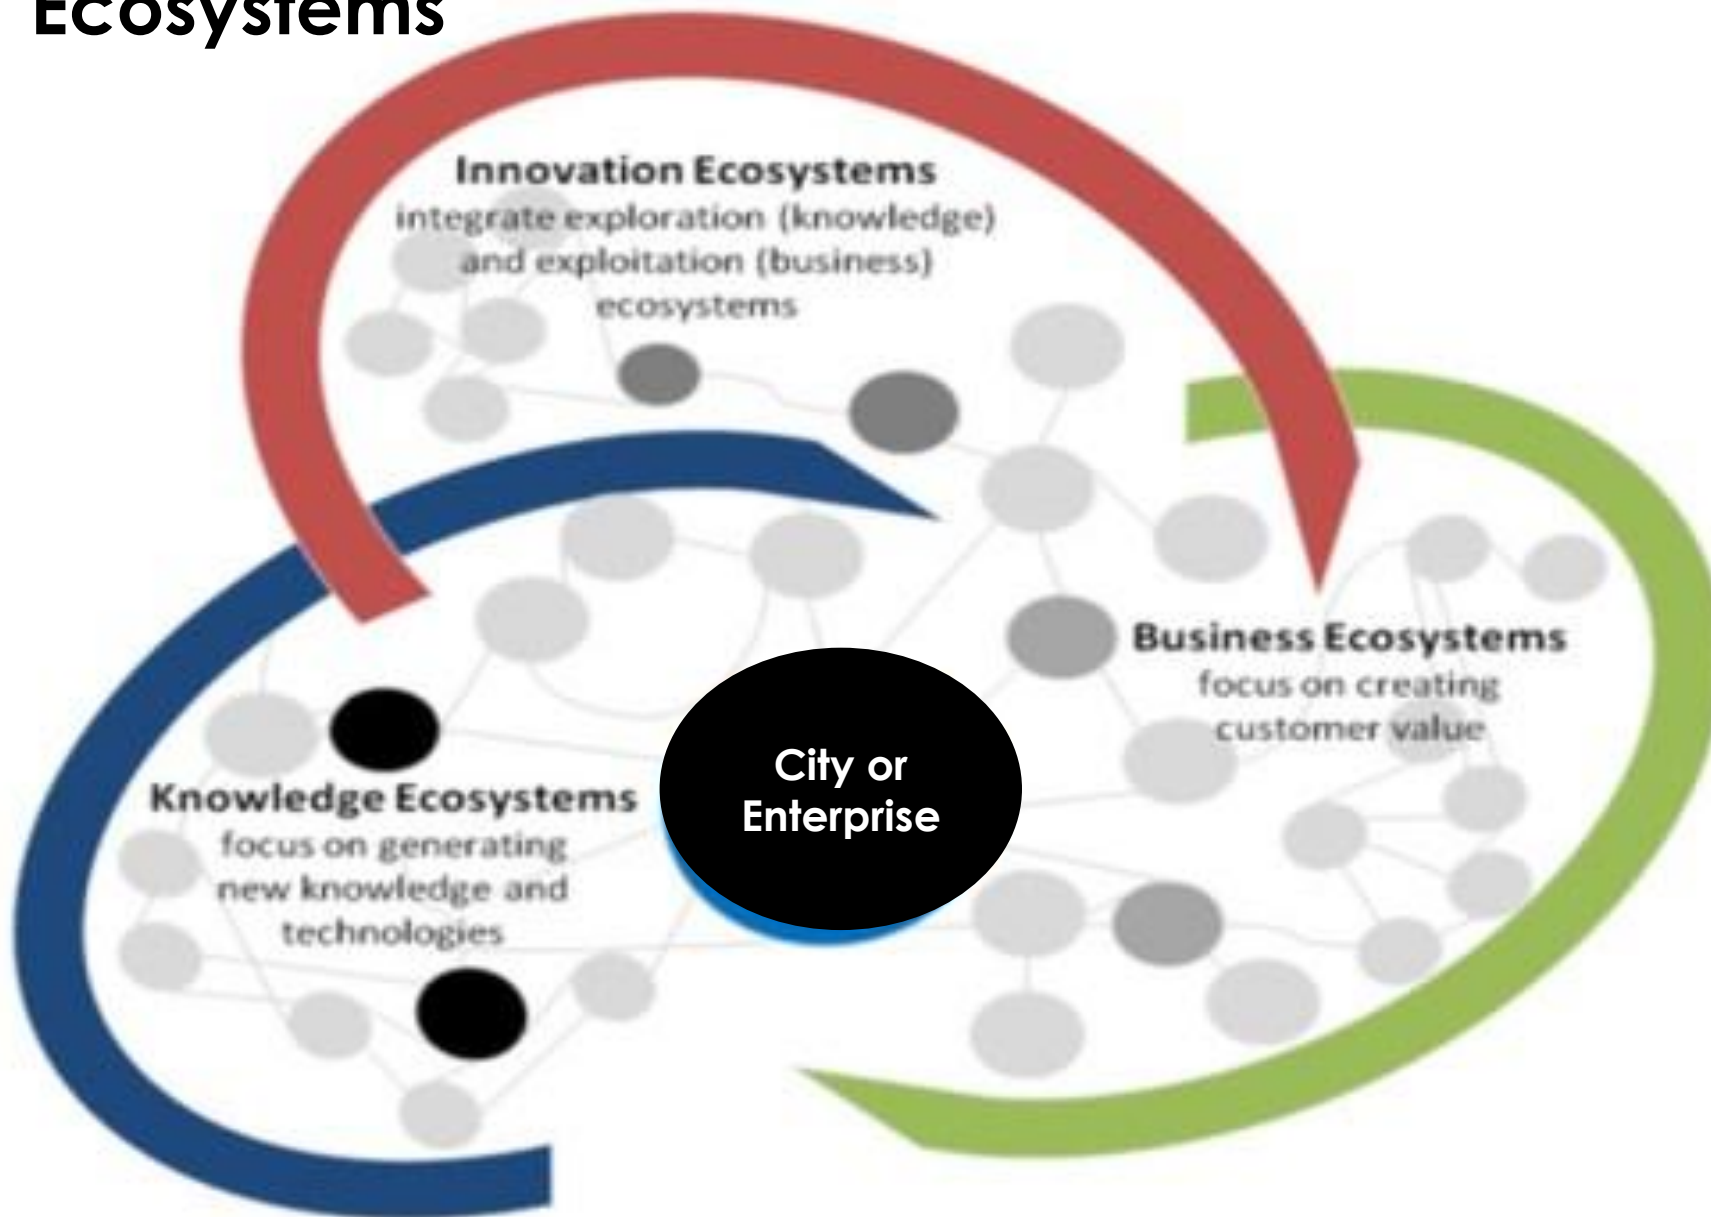 Ecosystems
Innovation Ecosystems
integrate exploration (knowledge)
and exploitation (business)
ecosystems
Business Ecosystems
focus on creating
customer value
City or
Enterprise
Knowledge Ecosystems
focus on generating
new knowledge and
technologies